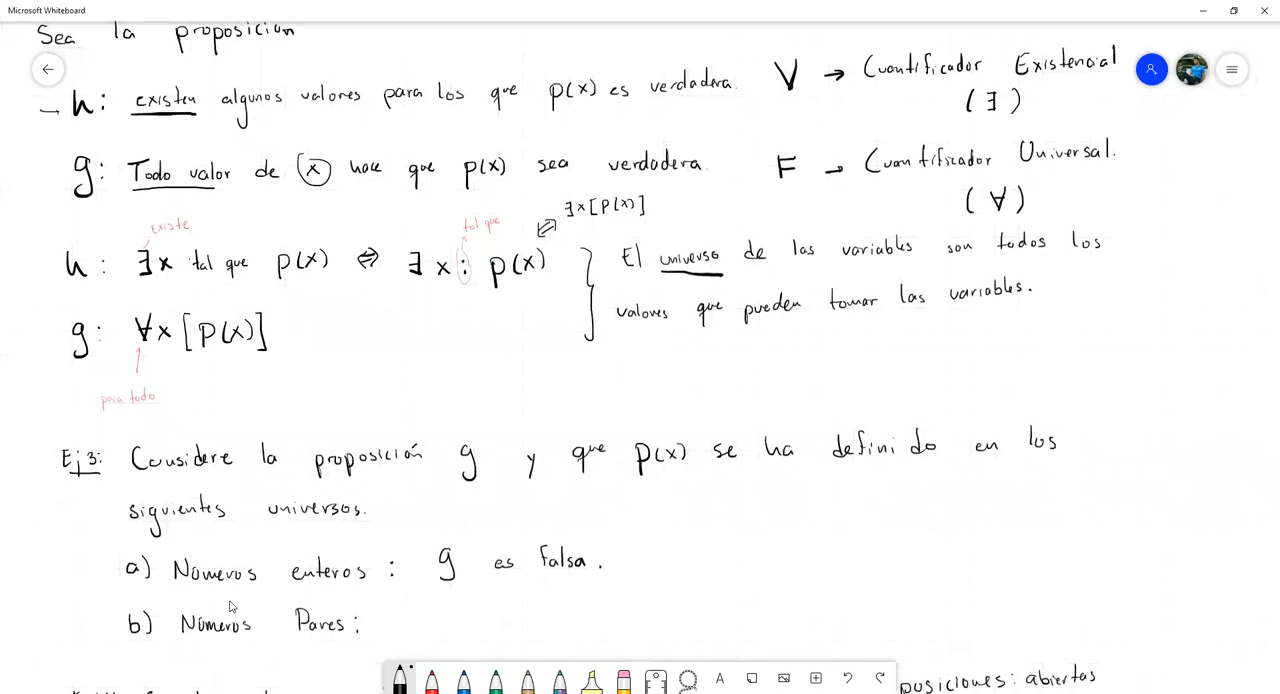 Microsoft Whiteboard
Sea la proposicion
→ h: existen algunos valores para los que p(x) es verdadera. V → Cuantificador Existencial
(∃)
g: Todo valor de (x) hace que p(x) sea verdadera. F → Cuantificador Universal.
(∀)
existe
tal que
∃x[P(x)]
h: ∃x tal que p(x) ⇔ ∃x: p(x) } El universo de las variables son todos los
valores que pueden tomar las variables.
g: ∀x [P(x)]
para todo
Ej 3: Considere la proposición g y que p(x) se ha definido en los
siguientes universos.
a) Números enteros: g es falsa.
b) Números Pares:
posiciones: abiertas
A